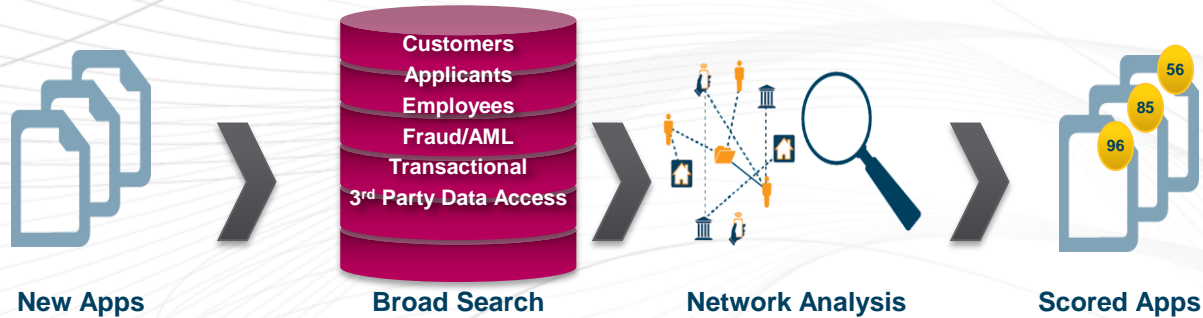 Customers
Applicants
Employees
Fraud/AML
Transactional
3rd Party Data Access
56
85
96
New Apps
Broad Search
Network Analysis
Scored Apps